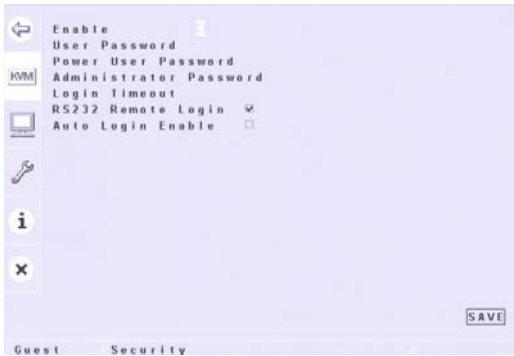 Enable
User Password
Power User Password
KVM
Administrator Password
Login Timeout
RS232 Remote Login
Auto Login Enable
i
SAVE
Guest Security